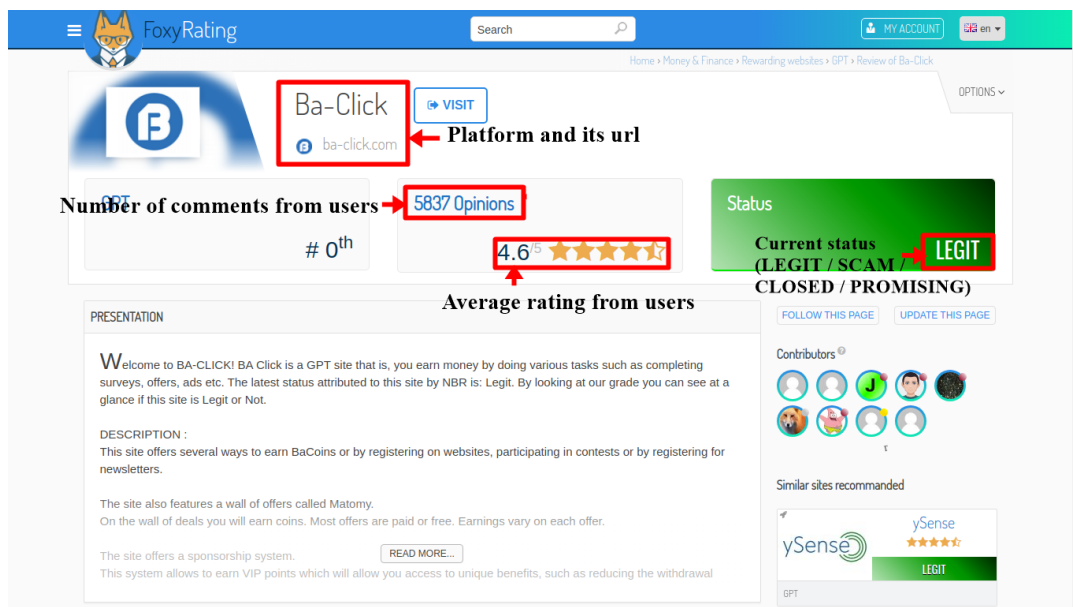 FoxyRating
Search
MY ACCOUNT
en
Home › Money & Finance › Rewarding websites › GPT › Review of Ba-Click
OPTIONS
Ba-Click
VISIT
ba-click.com
Platform and its url
GPT
Number of comments from users
5837 Opinions
Status
# 0th
4.6/5
Current status
(LEGIT / SCAM /
CLOSED / PROMISING)
LEGIT
Average rating from users
PRESENTATION
FOLLOW THIS PAGE
UPDATE THIS PAGE
Welcome to BA-CLICK! BA Click is a GPT site that is, you earn money by doing various tasks such as completing
surveys, offers, ads etc. The latest status attributed to this site by NBR is: Legit. By looking at our grade you can see at a
glance if this site is Legit or Not.
DESCRIPTION :
This site offers several ways to earn BaCoins or by registering on websites, participating in contests or by registering for
newsletters.
The site also features a wall of offers called Matomy.
On the wall of deals you will earn coins. Most offers are paid or free. Earnings vary on each offer.
The site offers a sponsorship system.
READ MORE...
This system allows to earn VIP points which will allow you access to unique benefits, such as reducing the withdrawal
Contributors
J
Similar sites recommanded
ySense
ySense
LEGIT
GPT